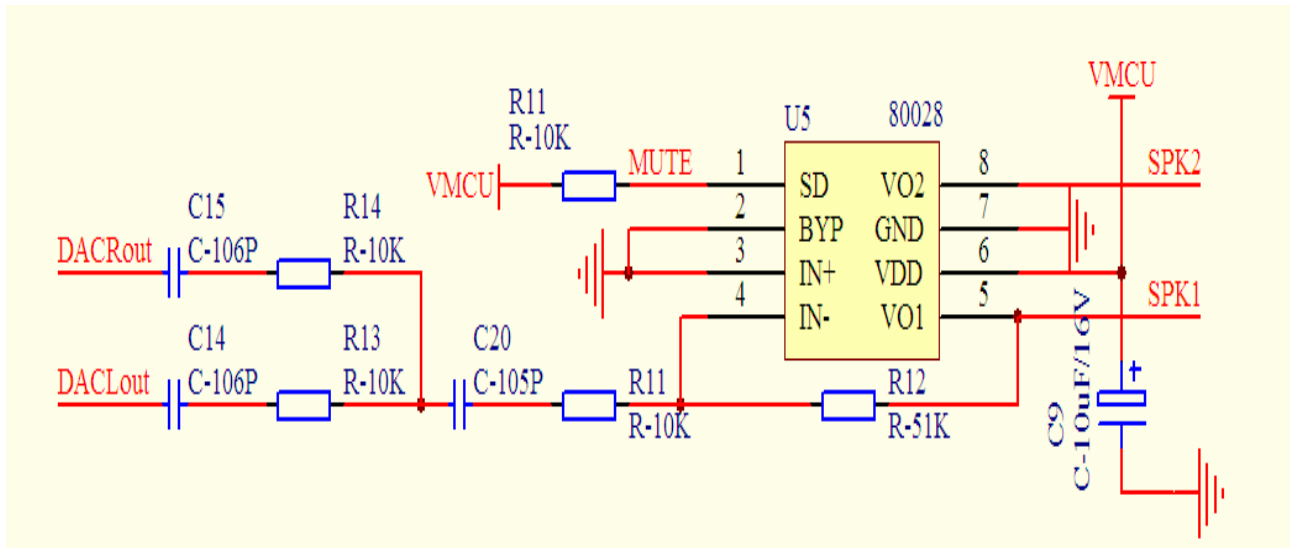 VMCU
R11
R-10K
U5
80028
MUTE
1
SD
VO2
8
SPK2
VMCU
2
BYP
GND
7
C15
C-106P
R14
R-10K
DACRout
3
IN+
VDD
6
4
IN-
VO1
5
SPK1
C14
C-106P
R13
R-10K
C20
C-105P
R11
R-10K
R12
R-51K
DACLout
+
C9
C-10uF/16V